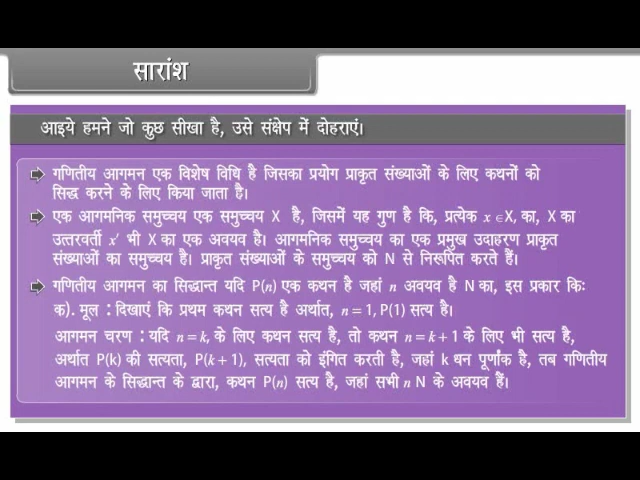 सारांश
आइये हमने जो कुछ सीखा है, उसे संक्षेप में दोहराएं।
गणितीय आगमन एक विशेष विधि है जिसका प्रयोग प्राकृत संख्याओं के लिए कथनों को
सिद्ध करने के लिए किया जाता है।
एक आगमनिक समुच्चय एक समुच्चय X है, जिसमें यह गुण है कि, प्रत्येक x ∈X, का, X का
उत्तरवर्ती x' भी X का एक अवयव है। आगमनिक समुच्चय का एक प्रमुख उदाहरण प्राकृत
संख्याओं का समुच्चय है। प्राकृत संख्याओं के समुच्चय को N से निरूपित करते हैं।
गणितीय आगमन का सिद्धान्त यदि P(n) एक कथन है जहां n अवयव है N का, इस प्रकार किः
क). मूल : दिखाएं कि प्रथम कथन सत्य है अर्थात, n = 1, P(1) सत्य है।
आगमन चरण : यदि n = k, के लिए कथन सत्य है, तो कथन n = k + 1 के लिए भी सत्य है,
अर्थात P(k) की सत्यता, P(k + 1), सत्यता को इंगित करती है, जहां k धन पूर्णांक है, तब गणितीय
आगमन के सिद्धान्त के द्वारा, कथन P(n) सत्य है, जहां सभी n N के अवयव हैं।